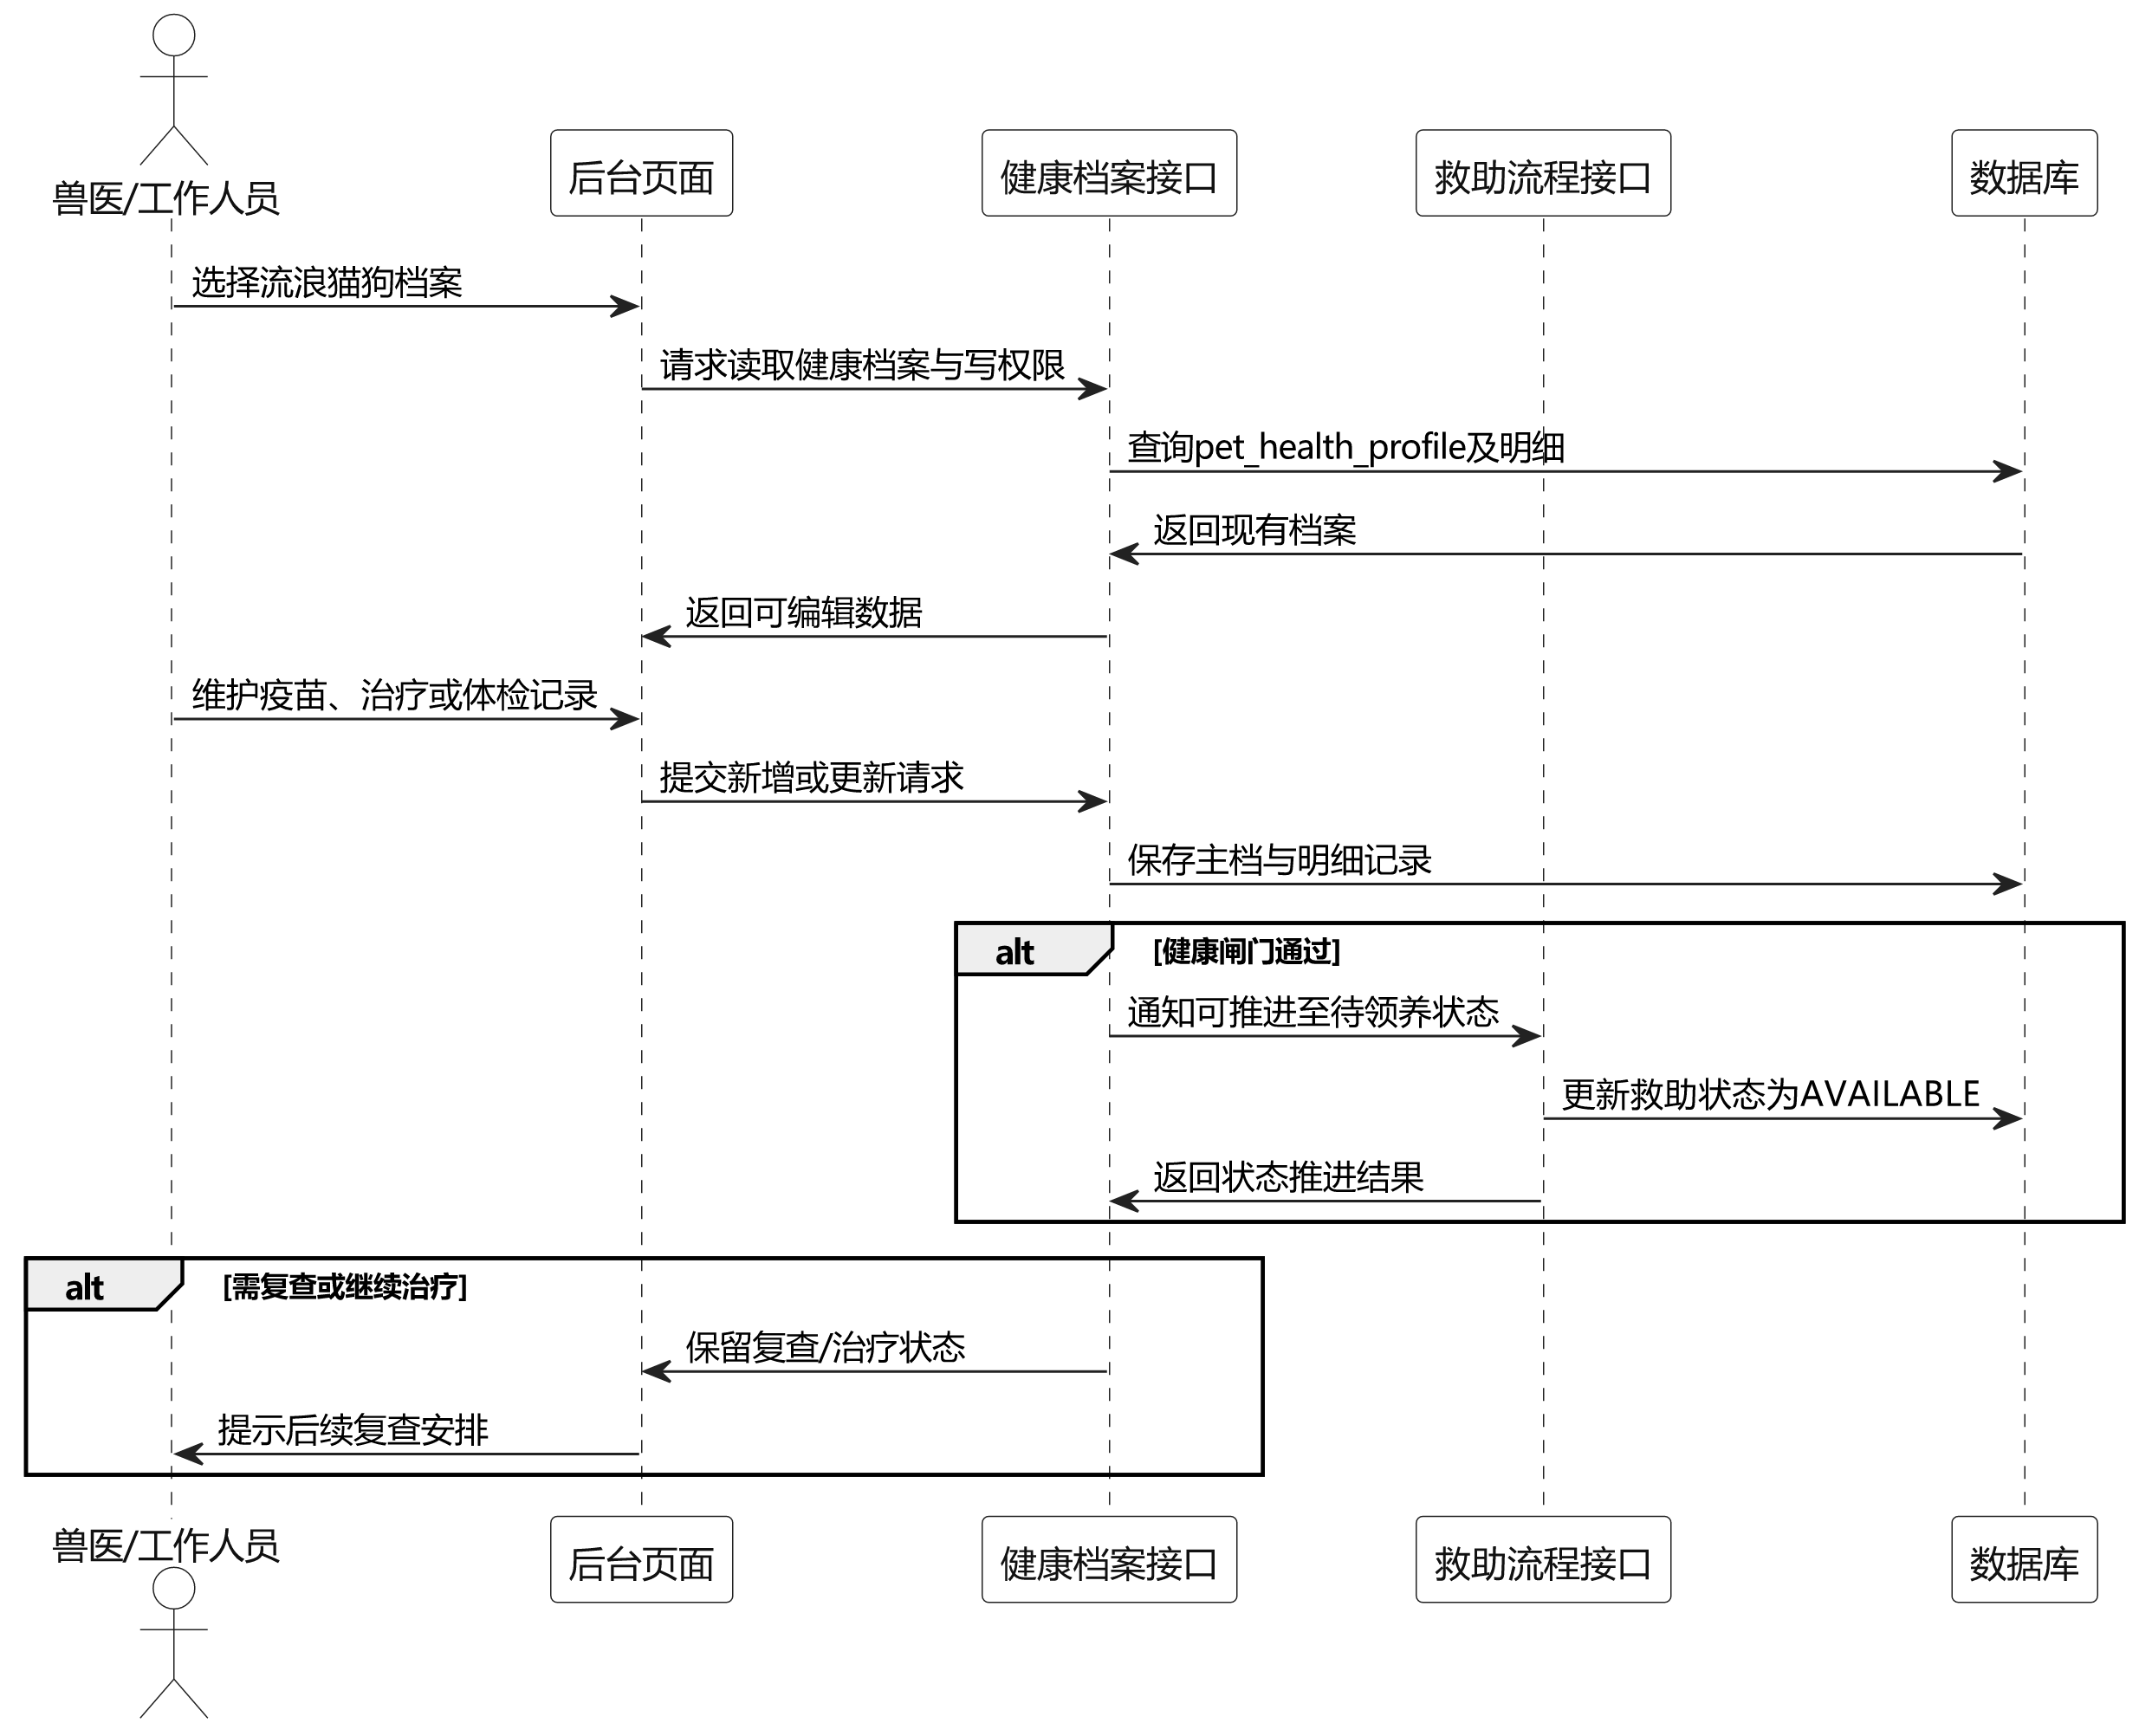 兽医/工作人员
后台页面
健康档案接口
救助流程接口
数据库
选择流浪猫狗档案
请求读取健康档案与写权限
查询pet_health_profile及明细
返回现有档案
返回可编辑数据
维护疫苗、治疗或体检记录
提交新增或更新请求
保存主档与明细记录
alt [健康闸门通过]
通知可推进至待领养状态
更新救助状态为AVAILABLE
返回状态推进结果
alt [需复查或继续治疗]
保留复查/治疗状态
提示后续复查安排
兽医/工作人员
后台页面
健康档案接口
救助流程接口
数据库